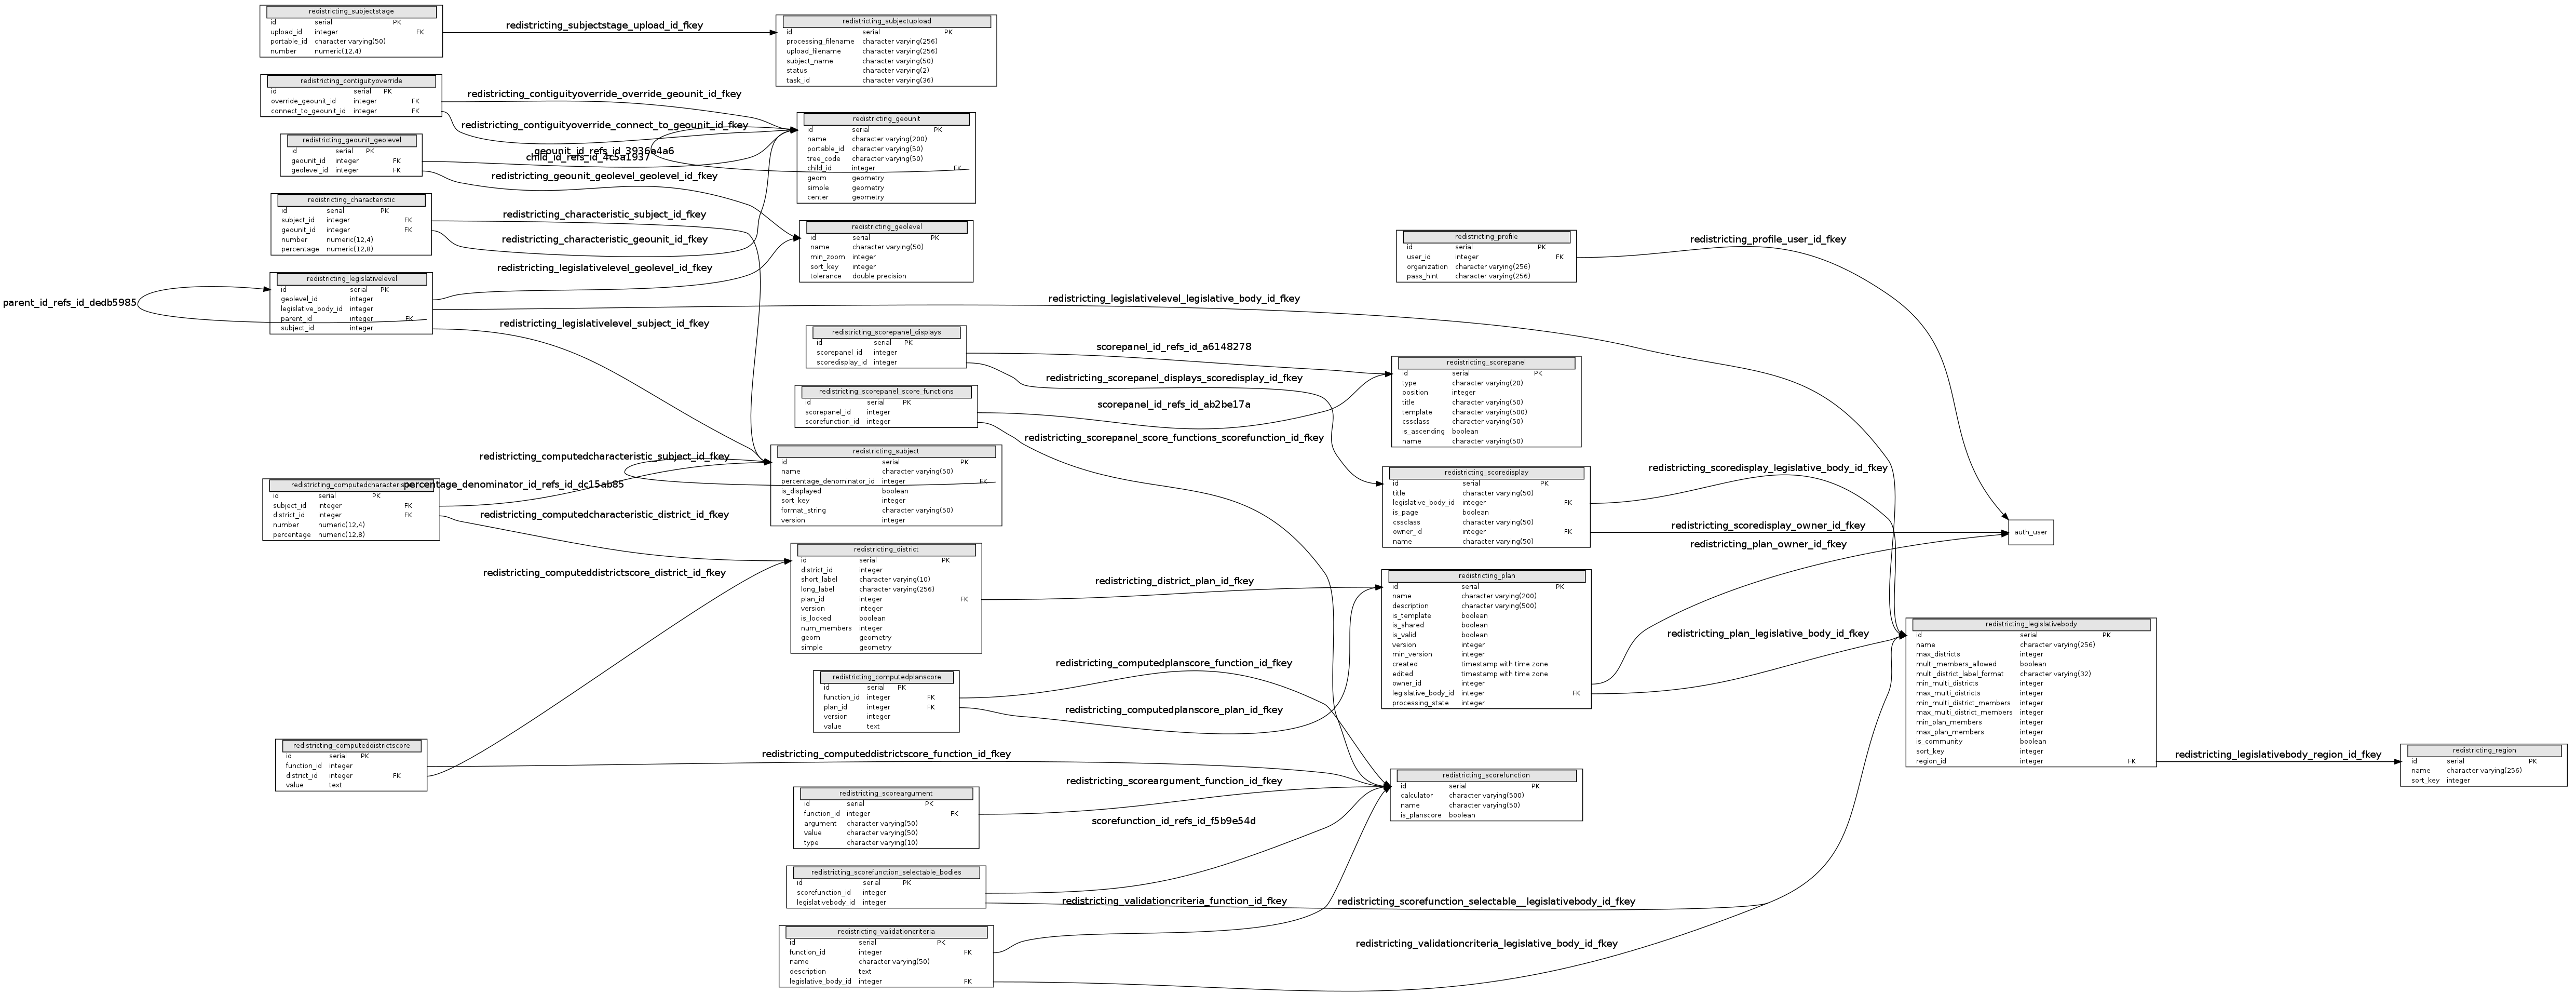 redistricting_subjectstage
id serial PK
upload_id integer FK
portable_id character varying(50)
number numeric(12,4)
redistricting_subjectstage_upload_id_fkey
redistricting_subjectupload
id serial PK
processing_filename character varying(256)
upload_filename character varying(256)
subject_name character varying(50)
status character varying(2)
task_id character varying(36)
redistricting_contiguityoverride
id serial PK
override_geounit_id integer FK
connect_to_geounit_id integer FK
redistricting_contiguityoverride_override_geounit_id_fkey
redistricting_contiguityoverride_connect_to_geounit_id_fkey
redistricting_geounit
id serial PK
name character varying(200)
portable_id character varying(50)
tree_code character varying(50)
child_id integer FK
geom geometry
simple geometry
center geometry
redistricting_geounit_geolevel
id serial PK
geounit_id integer FK
geolevel_id integer FK
geounit_id_refs_id_3936a4a6
child_id_refs_id_4c5a1937
redistricting_geounit_geolevel_geolevel_id_fkey
redistricting_characteristic
id serial PK
subject_id integer FK
geounit_id integer FK
number numeric(12,4)
percentage numeric(12,8)
redistricting_characteristic_subject_id_fkey
redistricting_characteristic_geounit_id_fkey
redistricting_geolevel
id serial PK
name character varying(50)
min_zoom integer
sort_key integer
tolerance double precision
redistricting_profile
id serial PK
user_id integer FK
organization character varying(256)
pass_hint character varying(256)
redistricting_profile_user_id_fkey
parent_id_refs_id_dedb5985
redistricting_legislativelevel
id serial PK
geolevel_id integer
legislative_body_id integer
parent_id integer FK
subject_id integer
redistricting_legislativelevel_geolevel_id_fkey
redistricting_legislativelevel_legislative_body_id_fkey
redistricting_legislativelevel_subject_id_fkey
redistricting_scorepanel_displays
id serial PK
scorepanel_id integer
scoredisplay_id integer
scorepanel_id_refs_id_a6148278
redistricting_scorepanel_displays_scoredisplay_id_fkey
redistricting_scorepanel
id serial PK
type character varying(20)
position integer
title character varying(50)
template character varying(500)
cssclass character varying(50)
is_ascending boolean
name character varying(50)
redistricting_scorepanel_score_functions
id serial PK
scorepanel_id integer
scorefunction_id integer
scorepanel_id_refs_id_ab2be17a
redistricting_scorepanel_score_functions_scorefunction_id_fkey
redistricting_computedcharacteristic_subject_id_fkey
redistricting_subject
id serial PK
name character varying(50)
percentage_denominator_id integer FK
is_displayed boolean
sort_key integer
format_string character varying(50)
version integer
id serial PK
subject_id integer FK
district_id integer FK
number numeric(12,4)
percentage numeric(12,8)
percentage_denominator_id_refs_id_dc15ab85
redistricting_computedcharacteristic_district_id_fkey
redistricting_scoredisplay
id serial PK
title character varying(50)
legislative_body_id integer FK
is_page boolean
cssclass character varying(50)
owner_id integer FK
name character varying(50)
redistricting_scoredisplay_legislative_body_id_fkey
redistricting_scoredisplay_owner_id_fkey
auth_user
redistricting_plan_owner_id_fkey
redistricting_district
id serial PK
district_id integer
short_label character varying(10)
long_label character varying(256)
plan_id integer FK
version integer
is_locked boolean
num_members integer
geom geometry
simple geometry
redistricting_computeddistrictscore_district_id_fkey
redistricting_district_plan_id_fkey
redistricting_plan
id serial PK
name character varying(200)
description character varying(500)
is_template boolean
is_shared boolean
is_valid boolean
version integer
min_version integer
created timestamp with time zone
edited timestamp with time zone
owner_id integer
legislative_body_id integer FK
processing_state integer
redistricting_plan_legislative_body_id_fkey
redistricting_legislativebody
id serial PK
name character varying(256)
max_districts integer
multi_members_allowed boolean
multi_district_label_format character varying(32)
min_multi_districts integer
max_multi_districts integer
min_multi_district_members integer
max_multi_district_members integer
min_plan_members integer
max_plan_members integer
is_community boolean
sort_key integer
region_id integer FK
redistricting_legislativebody_region_id_fkey
redistricting_region
id serial PK
name character varying(256)
sort_key integer
redistricting_computedplanscore
id serial PK
function_id integer FK
plan_id integer FK
version integer
value text
redistricting_computedplanscore_function_id_fkey
redistricting_computedplanscore_plan_id_fkey
redistricting_computeddistrictscore
id serial PK
function_id integer
district_id integer FK
value text
redistricting_computeddistrictscore_function_id_fkey
redistricting_scoreargument_function_id_fkey
redistricting_scorefunction
id serial PK
calculator character varying(500)
name character varying(50)
is_planscore boolean
redistricting_scoreargument
id serial PK
function_id integer FK
argument character varying(50)
value character varying(50)
type character varying(10)
scorefunction_id_refs_id_f5b9e54d
redistricting_scorefunction_selectable_bodies
id serial PK
scorefunction_id integer
legislativebody_id integer
redistricting_validationcriteria_function_id_fkey
redistricting_scorefunction_selectable__legislativebody_id_fkey
redistricting_validationcriteria
id serial PK
function_id integer FK
name character varying(50)
description text
legislative_body_id integer FK
redistricting_validationcriteria_legislative_body_id_fkey